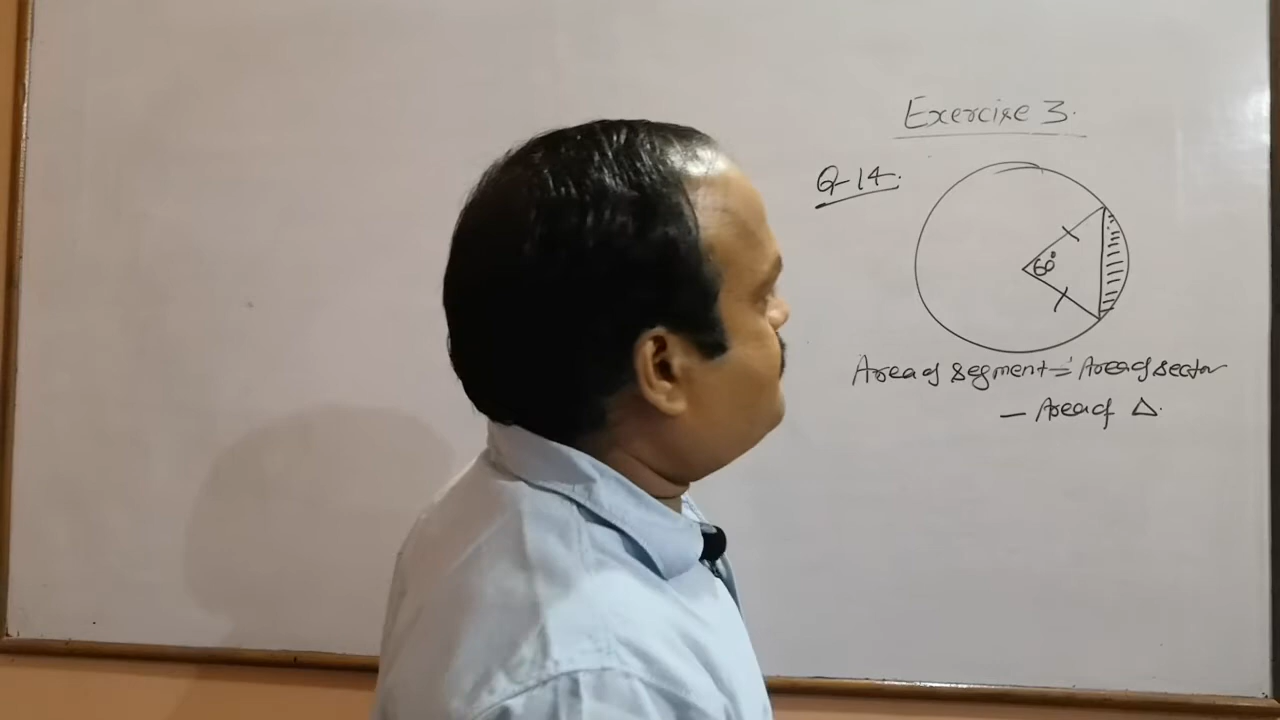 Exercise 3.
Q-14.
60°
Area of segment = Area of sector
- Area of Δ.